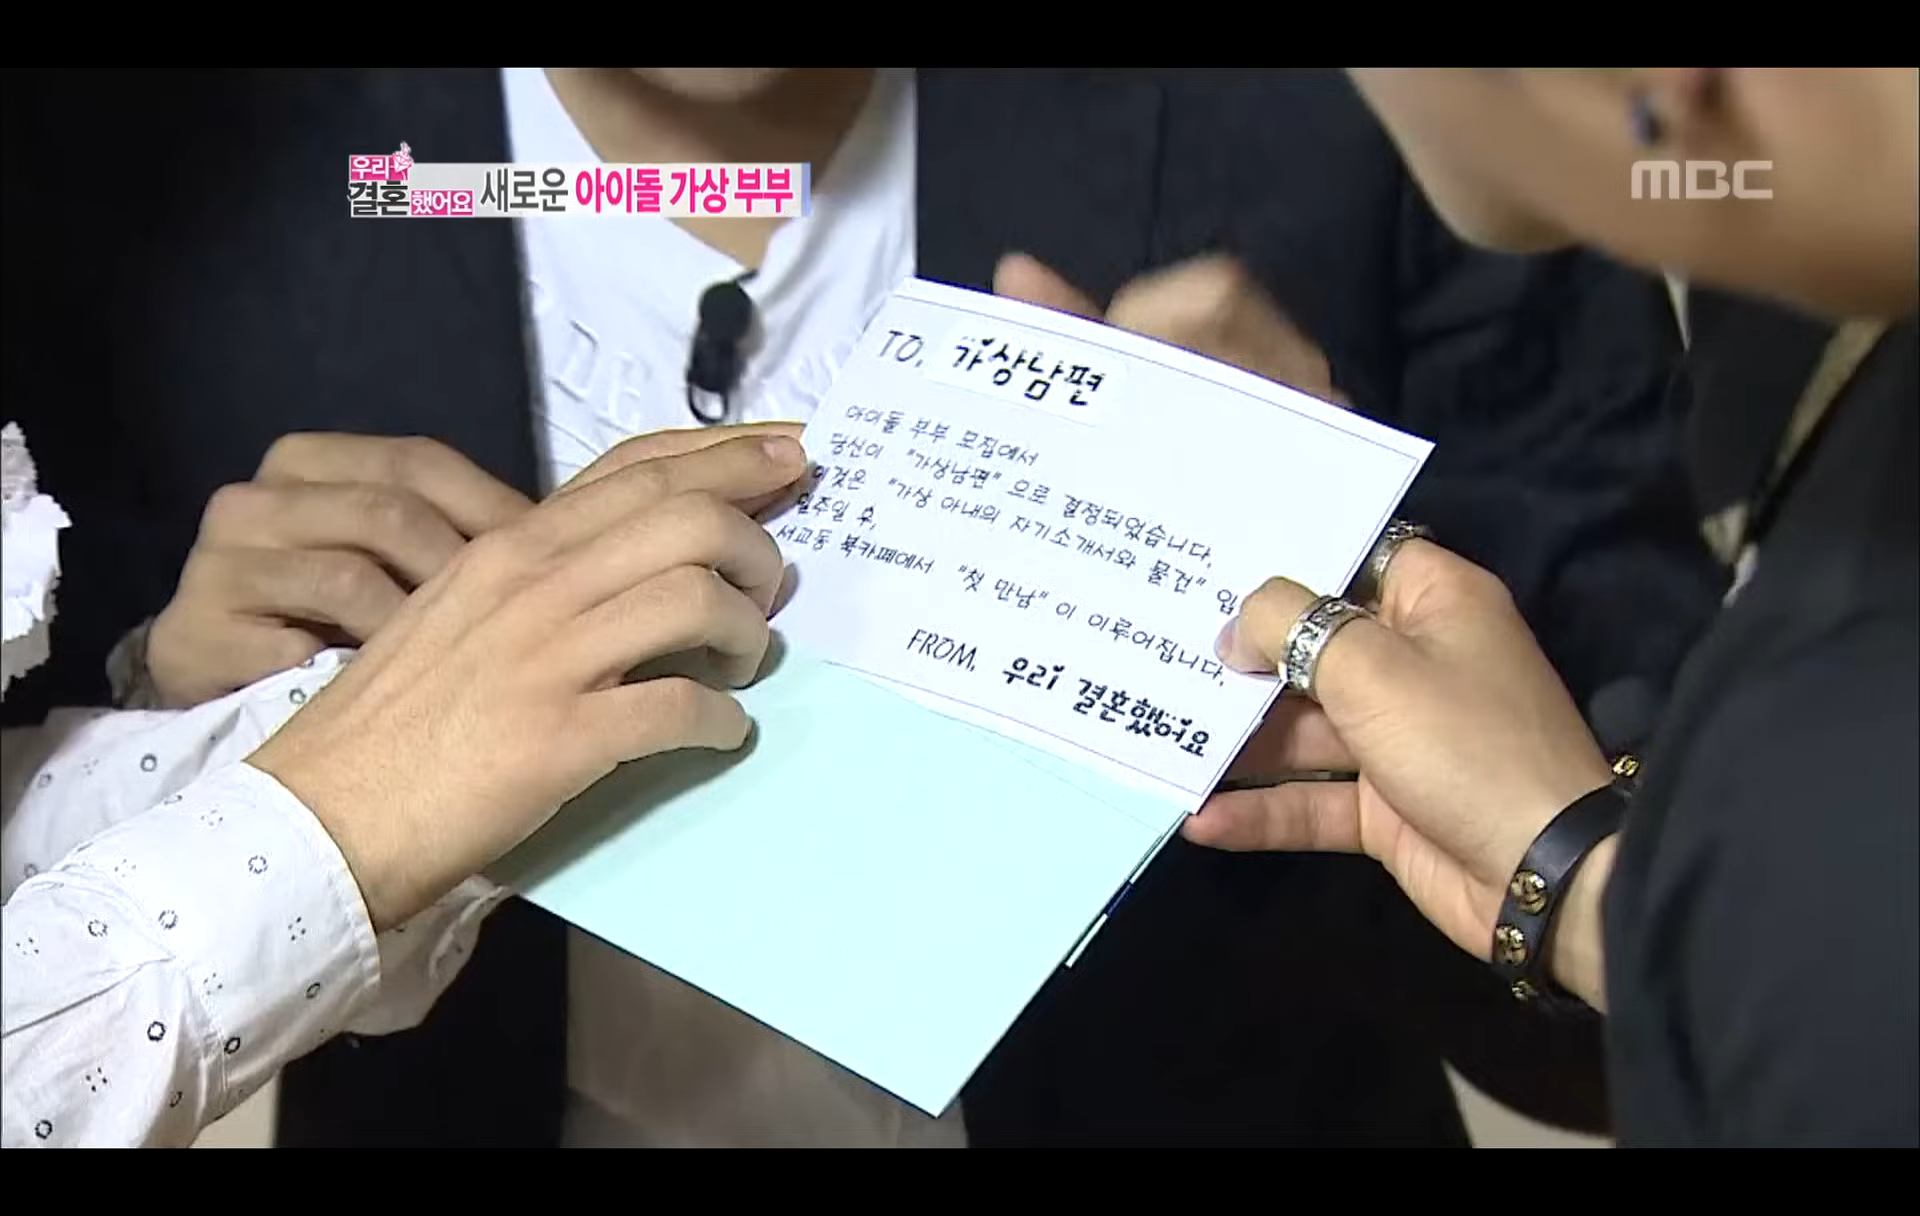 우리
결혼했어요 새로운 아이돌 가상 부부
MBC
TO. 가상남편
아이돌 부부 모집에서
당신이 "가상남편" 으로 결정되었습니다.
이것은 "가상 아내의 자기소개서와 물건" 입
일주일 후,
서교동 북카페에서 "첫 만남" 이 이루어집니다.
FROM. 우리 결혼했어요